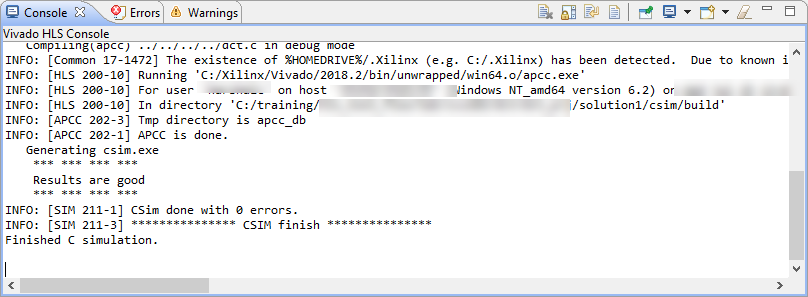 Console
Errors
Warnings
Vivado HLS Console
Compiling(apcc) ../../../../dct.c in debug mode
INFO: [Common 17-1472] The existence of %HOMEDRIVE%/.Xilinx (e.g. C:/.Xilinx) has been detected.  Due to known i
INFO: [HLS 200-10] Running 'C:/Xilinx/Vivado/2018.2/bin/unwrapped/win64.o/apcc.exe'
INFO: [HLS 200-10] For user ' on host Windows NT_amd64 version 6.2) on
INFO: [HLS 200-10] In directory 'C:/training/ /solution1/csim/build'
INFO: [APCC 202-3] Tmp directory is apcc_db
INFO: [APCC 202-1] APCC is done.
Generating csim.exe
*** *** *** ***
Results are good
*** *** *** ***
INFO: [SIM 211-1] CSim done with 0 errors.
INFO: [SIM 211-3] *************** CSIM finish ***************
Finished C simulation.